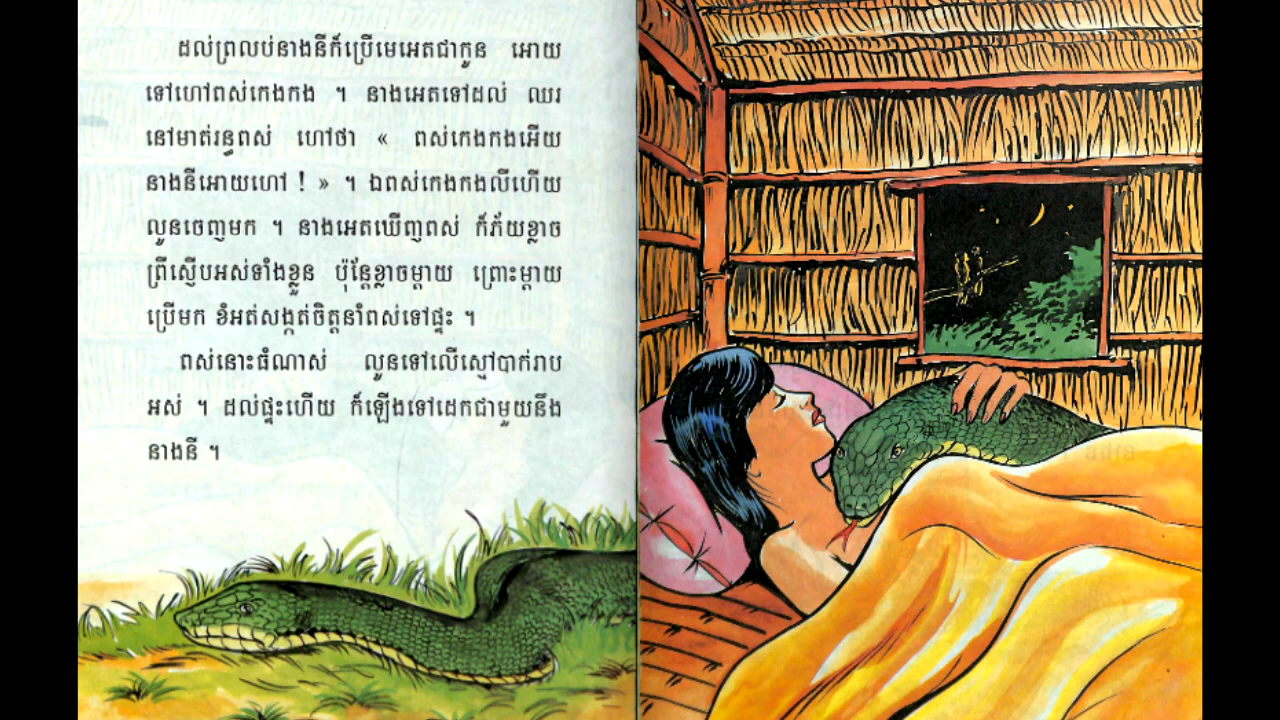 ដល់ព្រលប់នាងនីក៏ប្រើមេអេតជាកូន អោយ
ទៅហៅពស់កេងកង ។ នាងអេតទៅដល់ ឈរ
នៅមាត់រន្ធពស់ ហៅថា « ពស់កេងកងអើយ
នាងនីអោយហៅ ! » ។ ឯពស់កេងកងលឺហើយ
លូនចេញមក ។ នាងអេតឃើញពស់ ក៏ភ័យខ្លាច
ព្រឺស្ញើបអស់ទាំងខ្លួន ប៉ុន្តែខ្លាចម្ដាយ ព្រោះម្ដាយ
ប្រើមក ខំអត់សង្កត់ចិត្តនាំពស់ទៅផ្ទះ ។
ពស់នោះធំណាស់ លូនទៅលើស្មៅបាក់រាប
អស់ ។ ដល់ផ្ទះហើយ ក៏ឡើងទៅដេកជាមួយនឹង
នាងនី ។